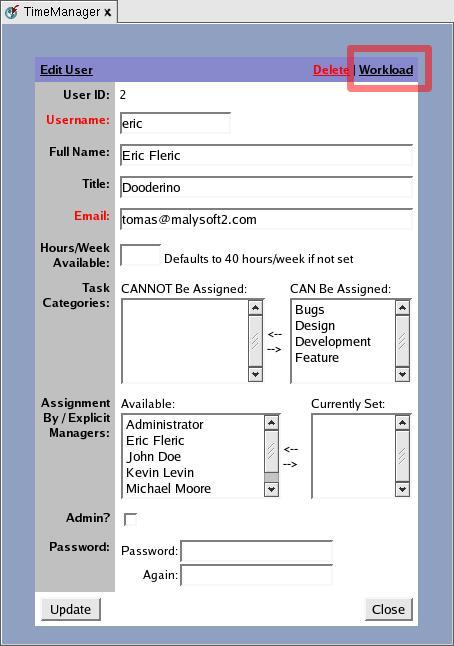 TimeManager x
Edit User Delete | Workload
User ID: 2
Username: eric
Full Name: Eric Fleric
Title: Dooderino
Email: tomas@malysoft2.com
Hours/Week
Available: Defaults to 40 hours/week if not set
Task
Categories:
CANNOT Be Assigned: CAN Be Assigned:
Bugs
Design
Development
Feature
<--
-->
Assignment
By / Explicit
Managers:
Available: Currently Set:
Administrator
Eric Fleric
John Doe
Kevin Levin
Michael Moore
<--
-->
Admin?
Password: Password:
Again:
Update Close